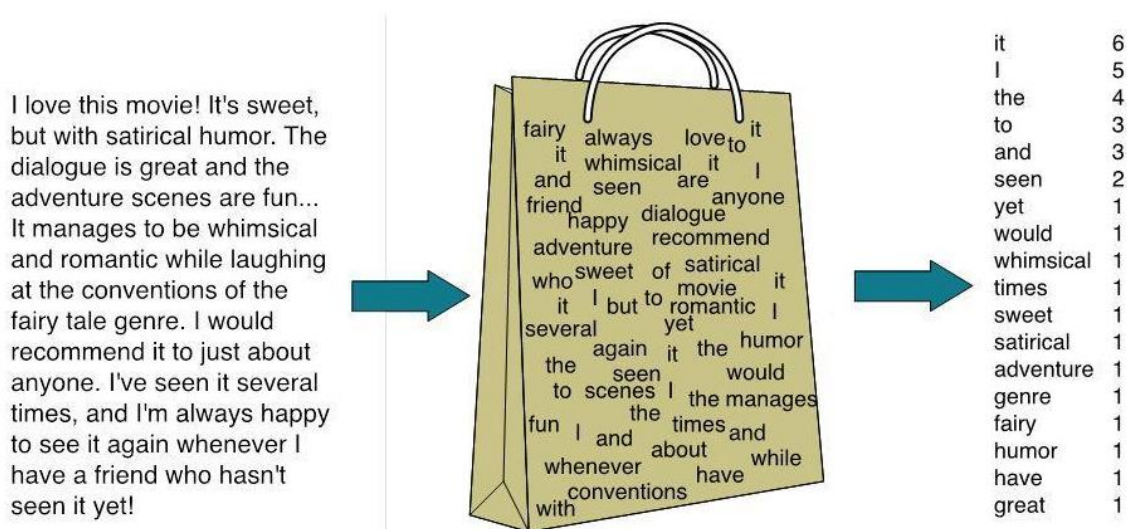 I love this movie! It's sweet,
but with satirical humor. The
dialogue is great and the
adventure scenes are fun...
It manages to be whimsical
and romantic while laughing
at the conventions of the
fairy tale genre. I would
recommend it to just about
anyone. I've seen it several
times, and I'm always happy
to see it again whenever I
have a friend who hasn't
seen it yet!
fairy always love to it
it whimsical it I
and seen are anyone
friend happy dialogue
adventure recommend
who sweet of satirical it
it I but to movie romantic I
several yet
again it the humor
the seen would
to scenes I the manages
the
fun I and times and
about while
whenever have
conventions
with
it 6
I 5
the 4
to 3
and 3
seen 2
yet 1
would 1
whimsical 1
times 1
sweet 1
satirical 1
adventure 1
genre 1
fairy 1
humor 1
have 1
great 1